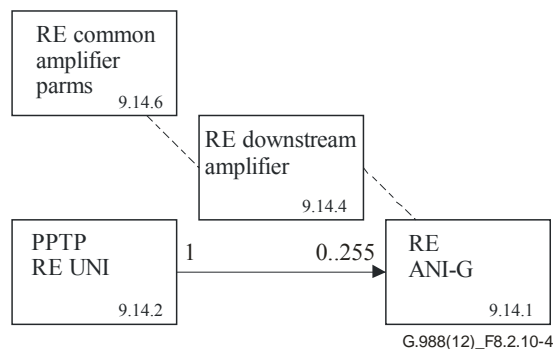 RE common
amplifier
parms
9.14.6
RE downstream
amplifier
9.14.4
PPTP
RE UNI
9.14.2
1
0..255
RE
ANI-G
9.14.1
G.988(12)_F8.2.10-4